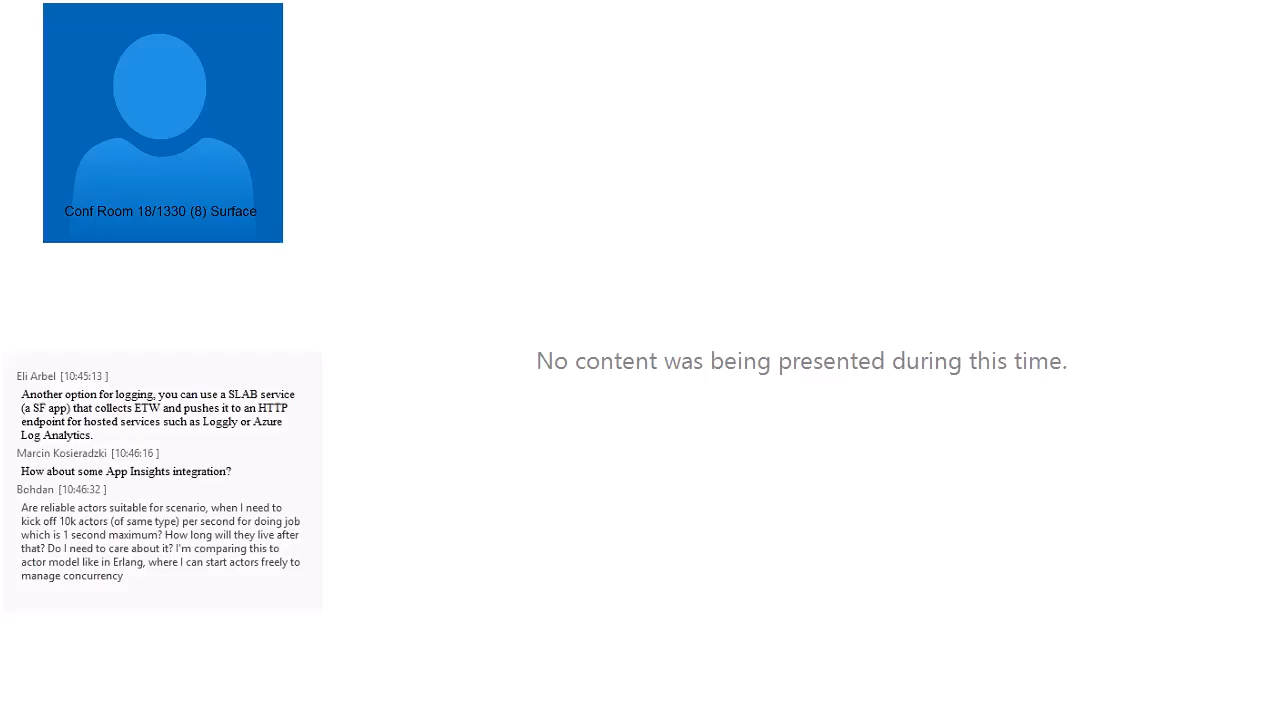 Conf Room 18/1330 (8) Surface
No content was being presented during this time.
Eli Arbel [10:45:13 ]
Another option for logging, you can use a SLAB service
(a SF app) that collects ETW and pushes it to an HTTP
endpoint for hosted services such as Loggly or Azure
Log Analytics.
Marcin Kosieradzki [10:46:16 ]
How about some App Insights integration?
Bohdan [10:46:32 ]
Are reliable actors suitable for scenario, when I need to
kick off 10k actors (of same type) per second for doing job
which is 1 second maximum? How long will they live after
that? Do I need to care about it? I'm comparing this to
actor model like in Erlang, where I can start actors freely to
manage concurrency